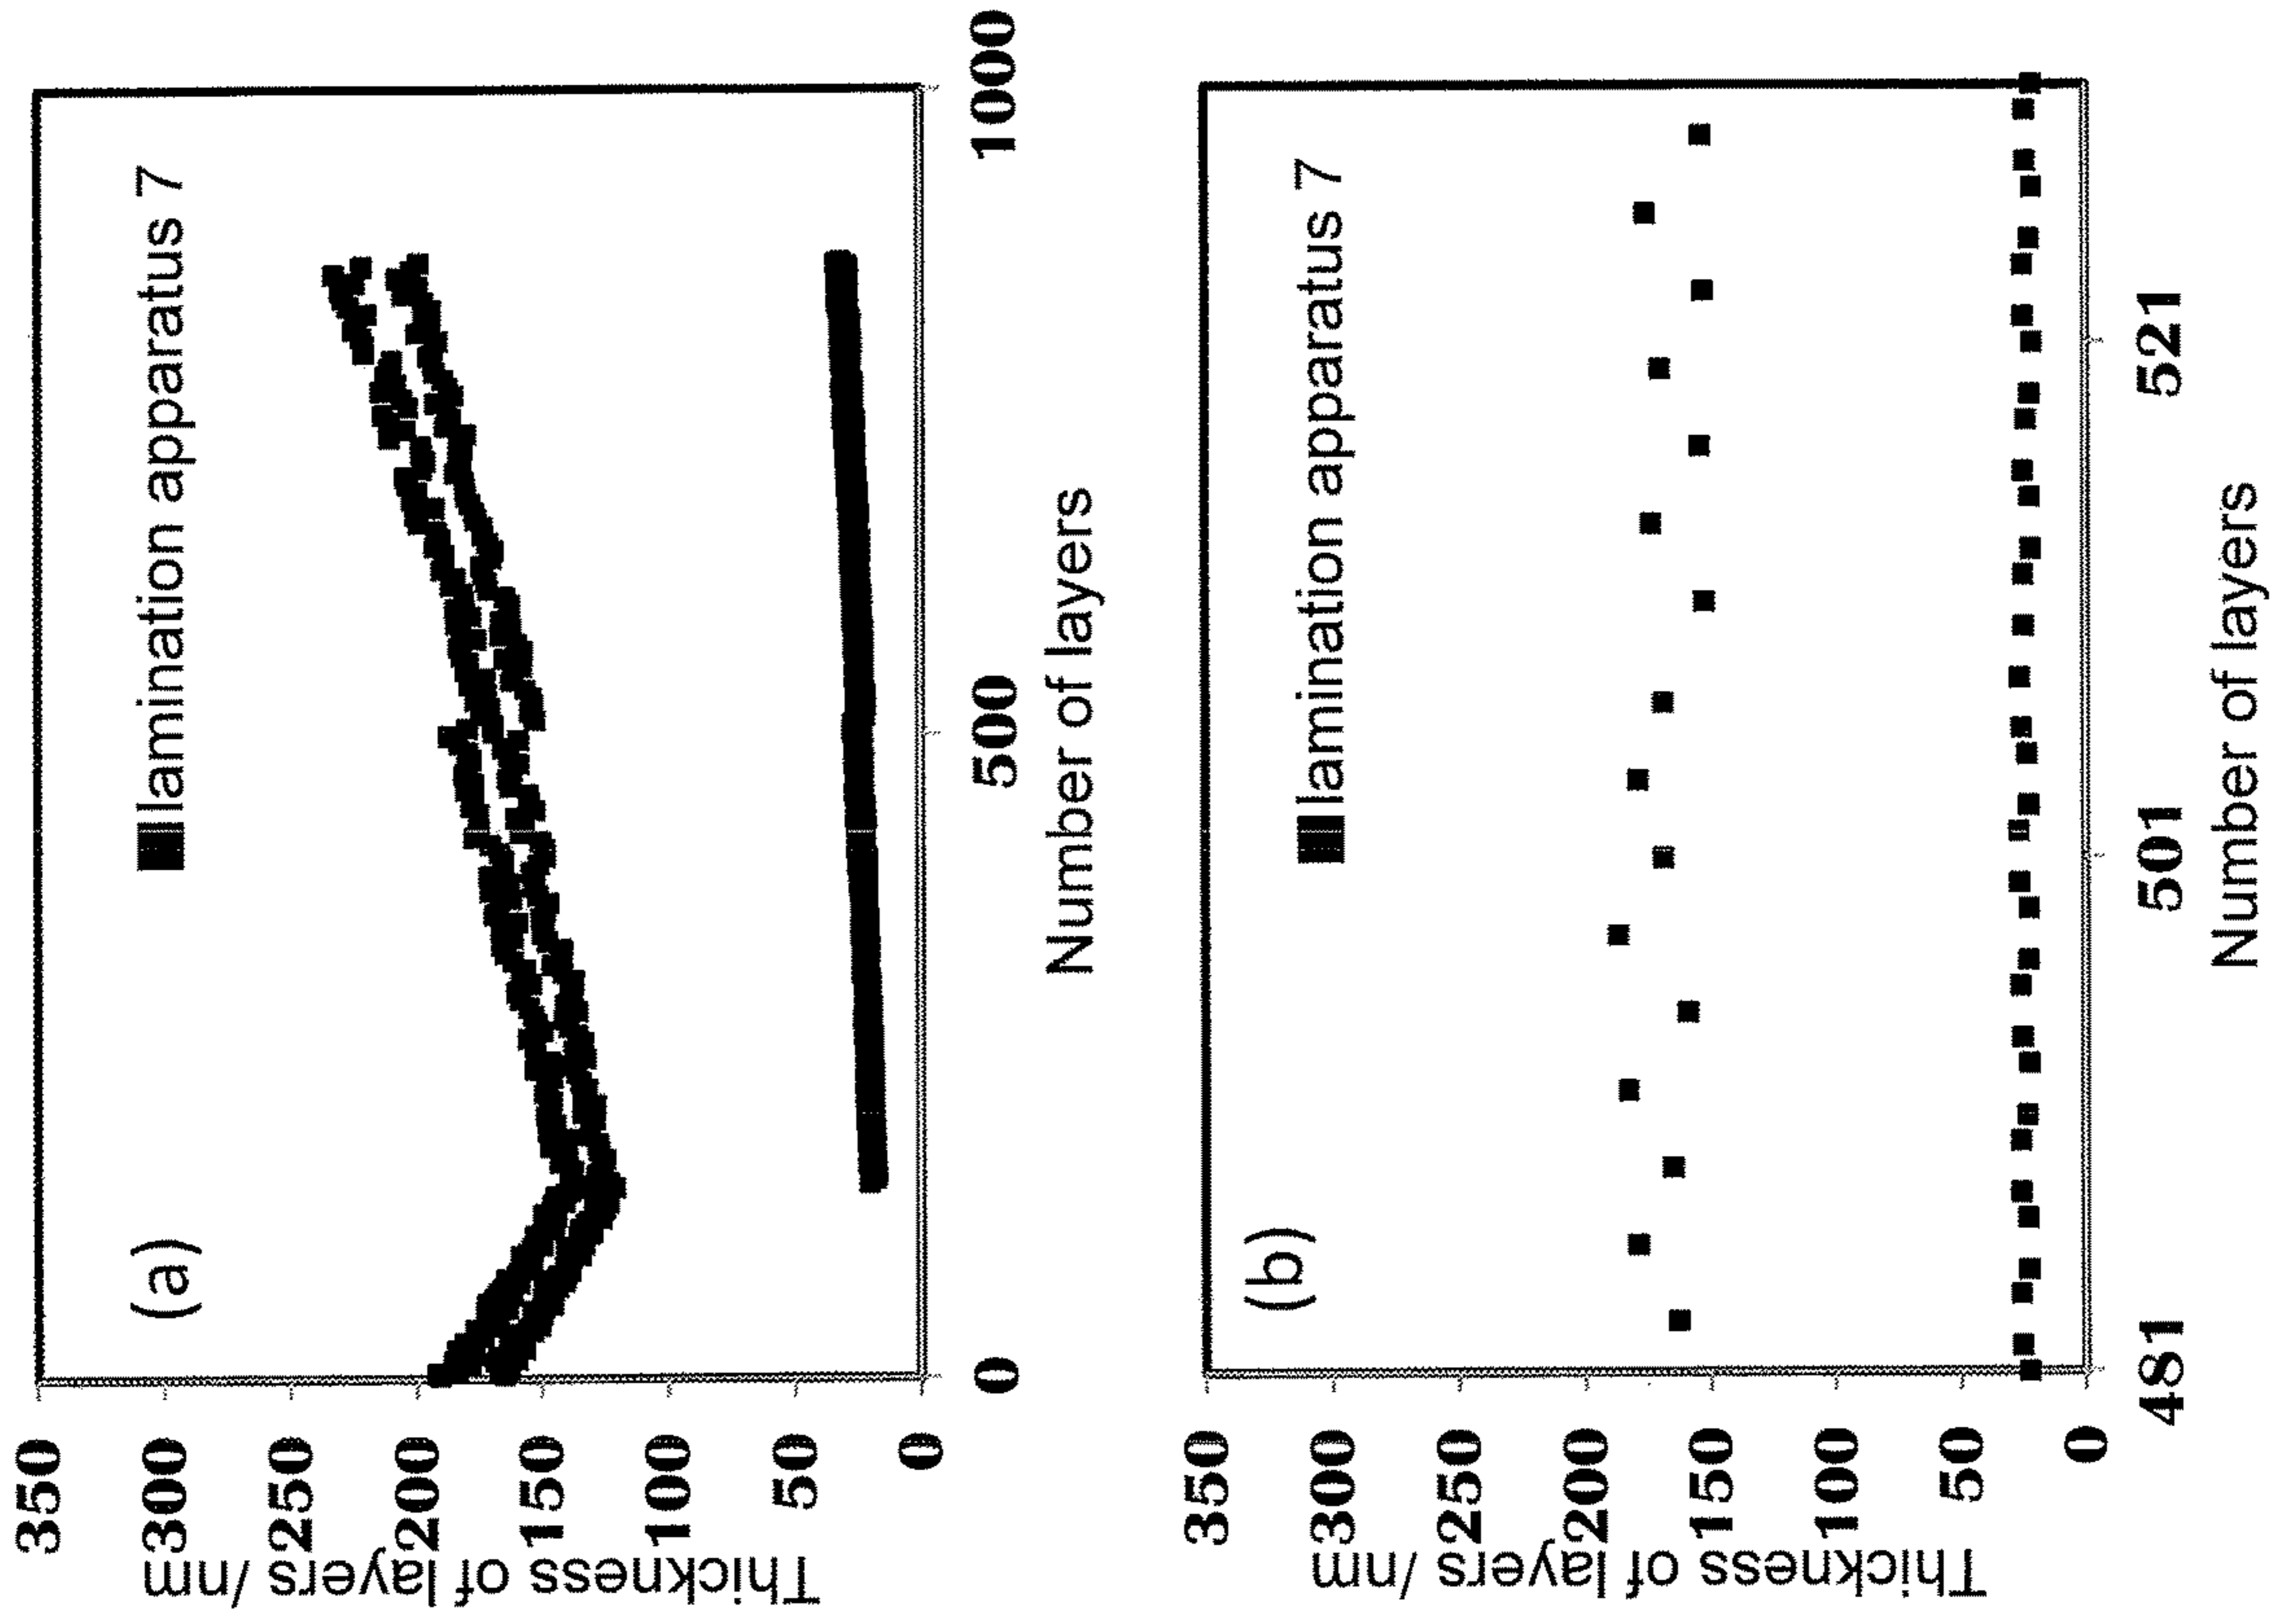 (a)
lamination apparatus 7
Thickness of layers /nm
350
300
250
200
150
100
50
0
0
500
1000
Number of layers
(b)
lamination apparatus 7
Thickness of layers /nm
350
300
250
200
150
100
50
0
481
501
521
Number of layers